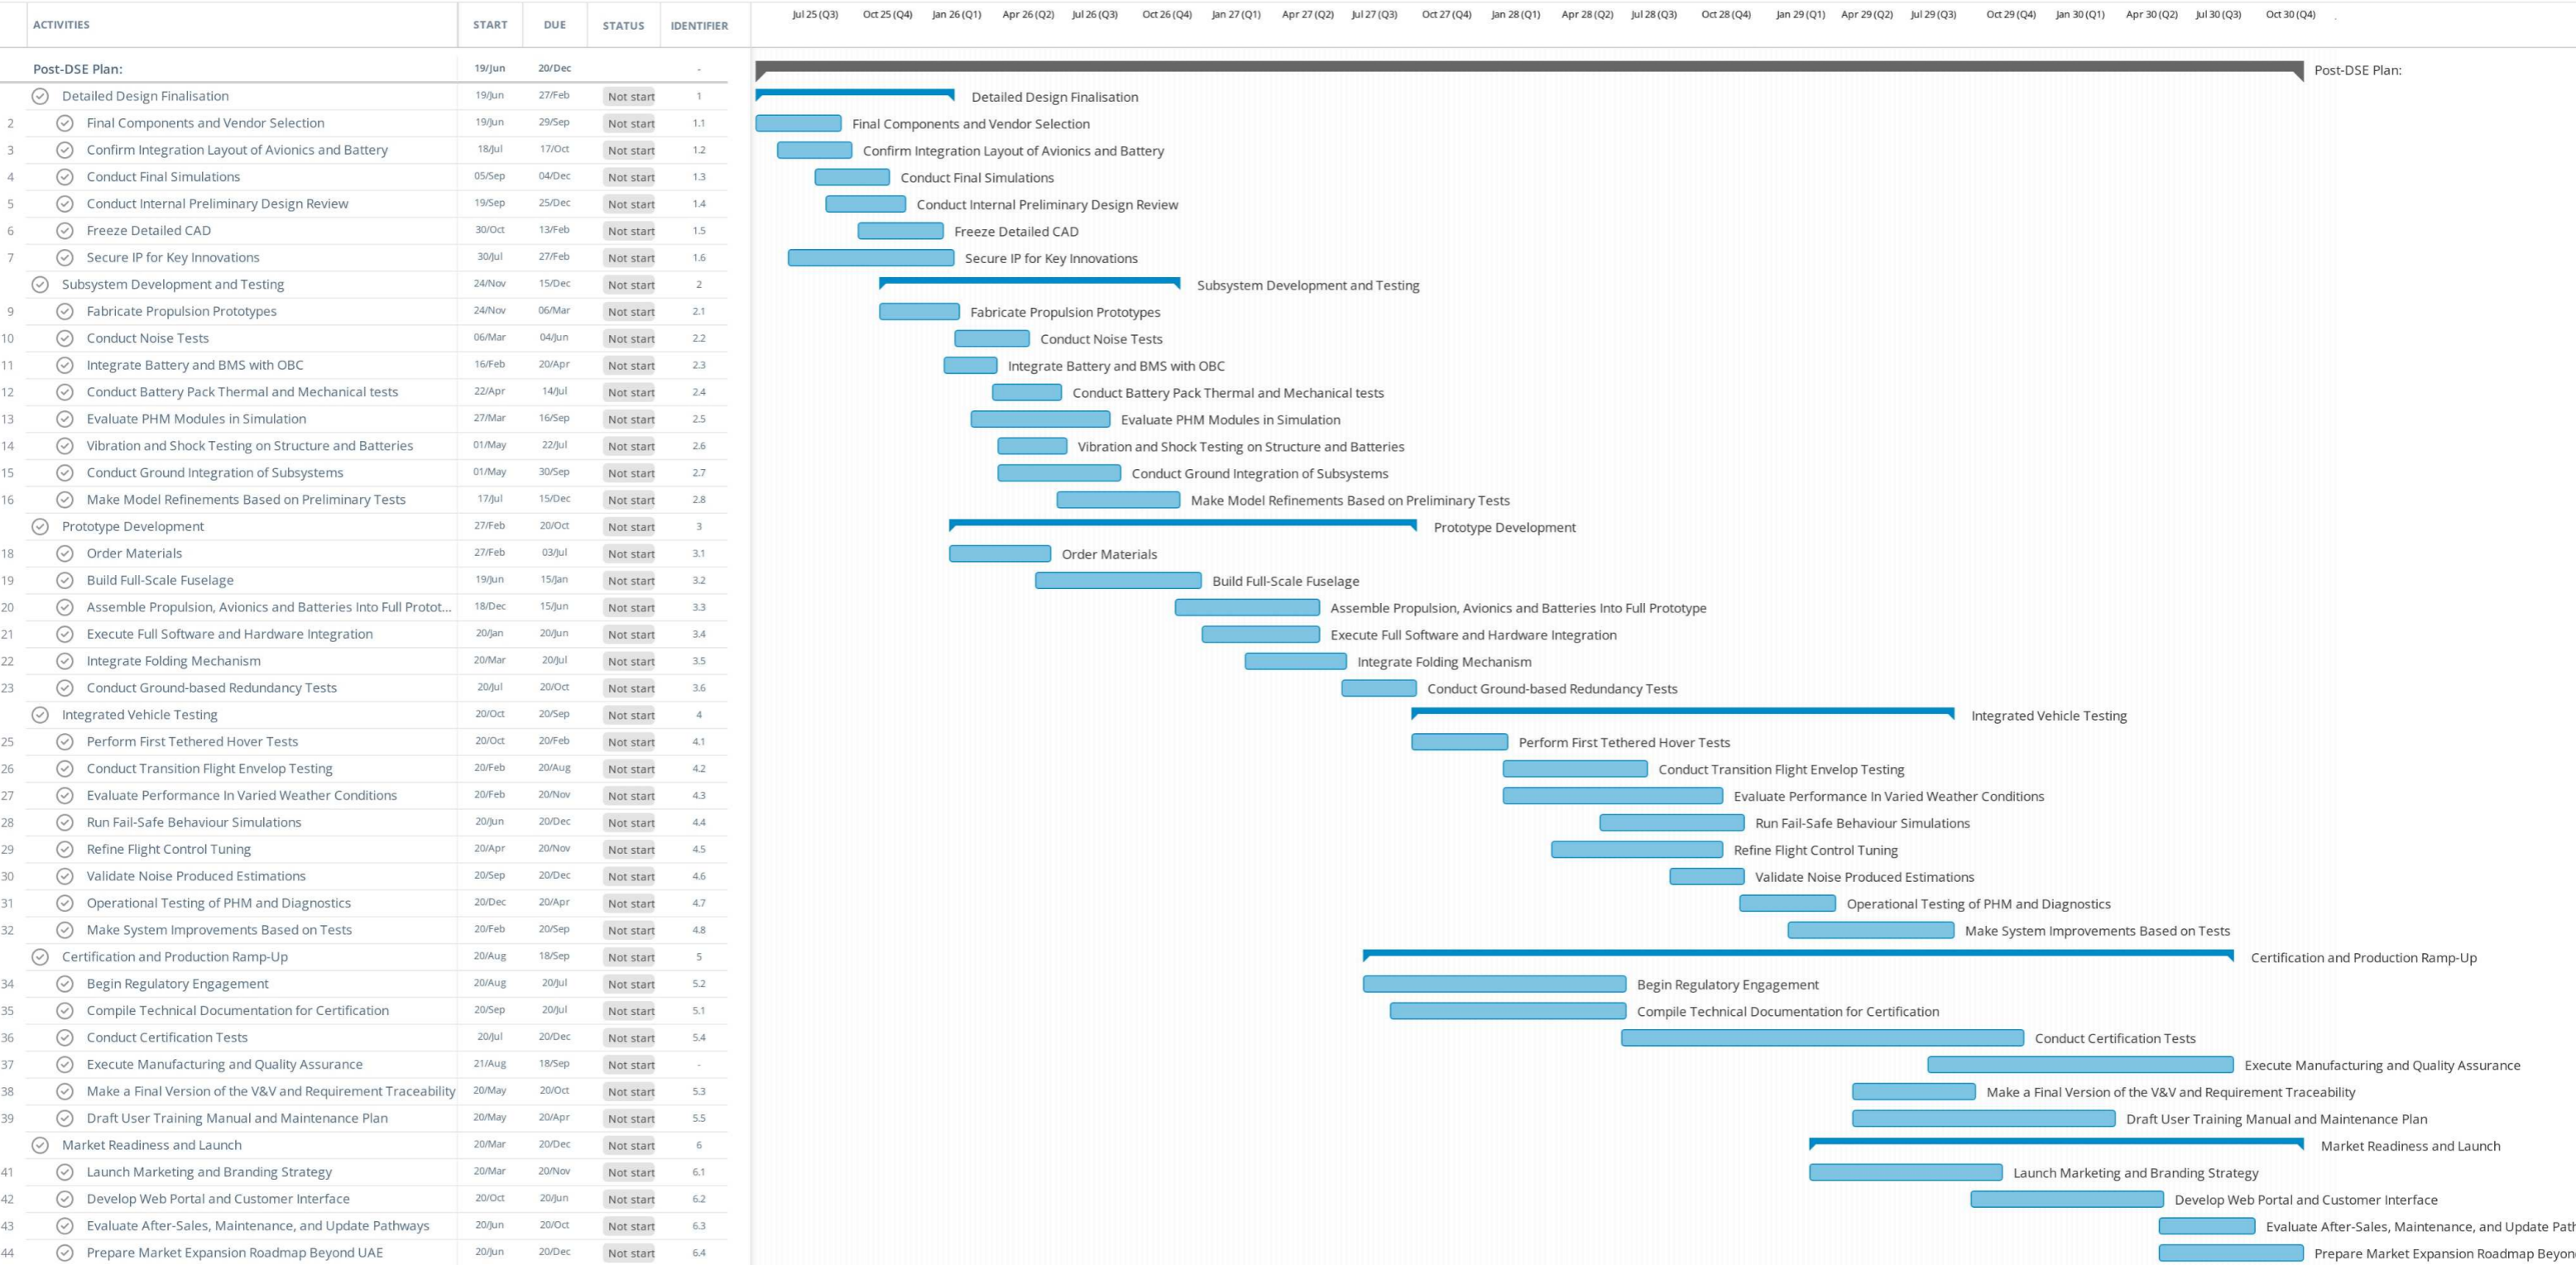 ACTIVITIES START DUE STATUS IDENTIFIER Jul 25 (Q3) Oct 25 (Q4) Jan 26 (Q1) Apr 26 (Q2) Jul 26 (Q3) Oct 26 (Q4) Jan 27 (Q1) Apr 27 (Q2) Jul 27 (Q3) Oct 27 (Q4) Jan 28 (Q1) Apr 28 (Q2) Jul 28 (Q3) Oct 28 (Q4) Jan 29 (Q1) Apr 29 (Q2) Jul 29 (Q3) Oct 29 (Q4) Jan 30 (Q1) Apr 30 (Q2) Jul 30 (Q3) Oct 30 (Q4)
Post-DSE Plan: 19/Jun 20/Dec - Post-DSE Plan:
Detailed Design Finalisation 19/Jun 27/Feb Not start 1 Detailed Design Finalisation
2 Final Components and Vendor Selection 19/Jun 29/Sep Not start 1.1 Final Components and Vendor Selection
3 Confirm Integration Layout of Avionics and Battery 18/Jul 17/Oct Not start 1.2 Confirm Integration Layout of Avionics and Battery
4 Conduct Final Simulations 05/Sep 04/Dec Not start 1.3 Conduct Final Simulations
5 Conduct Internal Preliminary Design Review 19/Sep 25/Dec Not start 1.4 Conduct Internal Preliminary Design Review
6 Freeze Detailed CAD 30/Oct 13/Feb Not start 1.5 Freeze Detailed CAD
7 Secure IP for Key Innovations 30/Jul 27/Feb Not start 1.6 Secure IP for Key Innovations
Subsystem Development and Testing 24/Nov 15/Dec Not start 2 Subsystem Development and Testing
9 Fabricate Propulsion Prototypes 24/Nov 06/Mar Not start 2.1 Fabricate Propulsion Prototypes
10 Conduct Noise Tests 06/Mar 04/Jun Not start 2.2 Conduct Noise Tests
11 Integrate Battery and BMS with OBC 16/Feb 20/Apr Not start 2.3 Integrate Battery and BMS with OBC
12 Conduct Battery Pack Thermal and Mechanical tests 22/Apr 14/Jul Not start 2.4 Conduct Battery Pack Thermal and Mechanical tests
13 Evaluate PHM Modules in Simulation 27/Mar 16/Sep Not start 2.5 Evaluate PHM Modules in Simulation
14 Vibration and Shock Testing on Structure and Batteries 01/May 22/Jul Not start 2.6 Vibration and Shock Testing on Structure and Batteries
15 Conduct Ground Integration of Subsystems 01/May 30/Sep Not start 2.7 Conduct Ground Integration of Subsystems
16 Make Model Refinements Based on Preliminary Tests 17/Jul 15/Dec Not start 2.8 Make Model Refinements Based on Preliminary Tests
Prototype Development 27/Feb 20/Oct Not start 3 Prototype Development
18 Order Materials 27/Feb 03/Jul Not start 3.1 Order Materials
19 Build Full-Scale Fuselage 19/Jun 15/Jan Not start 3.2 Build Full-Scale Fuselage
20 Assemble Propulsion, Avionics and Batteries Into Full Protot... 18/Dec 15/Jun Not start 3.3 Assemble Propulsion, Avionics and Batteries Into Full Prototype
21 Execute Full Software and Hardware Integration 20/Jan 20/Jun Not start 3.4 Execute Full Software and Hardware Integration
22 Integrate Folding Mechanism 20/Mar 20/Jul Not start 3.5 Integrate Folding Mechanism
23 Conduct Ground-based Redundancy Tests 20/Jul 20/Oct Not start 3.6 Conduct Ground-based Redundancy Tests
Integrated Vehicle Testing 20/Oct 20/Sep Not start 4 Integrated Vehicle Testing
25 Perform First Tethered Hover Tests 20/Oct 20/Feb Not start 4.1 Perform First Tethered Hover Tests
26 Conduct Transition Flight Envelop Testing 20/Feb 20/Aug Not start 4.2 Conduct Transition Flight Envelop Testing
27 Evaluate Performance In Varied Weather Conditions 20/Feb 20/Nov Not start 4.3 Evaluate Performance In Varied Weather Conditions
28 Run Fail-Safe Behaviour Simulations 20/Jun 20/Dec Not start 4.4 Run Fail-Safe Behaviour Simulations
29 Refine Flight Control Tuning 20/Apr 20/Nov Not start 4.5 Refine Flight Control Tuning
30 Validate Noise Produced Estimations 20/Sep 20/Dec Not start 4.6 Validate Noise Produced Estimations
31 Operational Testing of PHM and Diagnostics 20/Dec 20/Apr Not start 4.7 Operational Testing of PHM and Diagnostics
32 Make System Improvements Based on Tests 20/Feb 20/Sep Not start 4.8 Make System Improvements Based on Tests
Certification and Production Ramp-Up 20/Aug 18/Sep Not start 5 Certification and Production Ramp-Up
34 Begin Regulatory Engagement 20/Aug 20/Jul Not start 5.2 Begin Regulatory Engagement
35 Compile Technical Documentation for Certification 20/Sep 20/Jul Not start 5.1 Compile Technical Documentation for Certification
36 Conduct Certification Tests 20/Jul 20/Dec Not start 5.4 Conduct Certification Tests
37 Execute Manufacturing and Quality Assurance 21/Aug 18/Sep Not start - Execute Manufacturing and Quality Assurance
38 Make a Final Version of the V&V and Requirement Traceability 20/May 20/Oct Not start 5.3 Make a Final Version of the V&V and Requirement Traceability
39 Draft User Training Manual and Maintenance Plan 20/May 20/Apr Not start 5.5 Draft User Training Manual and Maintenance Plan
Market Readiness and Launch 20/Mar 20/Dec Not start 6 Market Readiness and Launch
41 Launch Marketing and Branding Strategy 20/Mar 20/Nov Not start 6.1 Launch Marketing and Branding Strategy
42 Develop Web Portal and Customer Interface 20/Oct 20/Jun Not start 6.2 Develop Web Portal and Customer Interface
43 Evaluate After-Sales, Maintenance, and Update Pathways 20/Jun 20/Oct Not start 6.3 Evaluate After-Sales, Maintenance, and Update Path
44 Prepare Market Expansion Roadmap Beyond UAE 20/Jun 20/Dec Not start 6.4 Prepare Market Expansion Roadmap Beyon